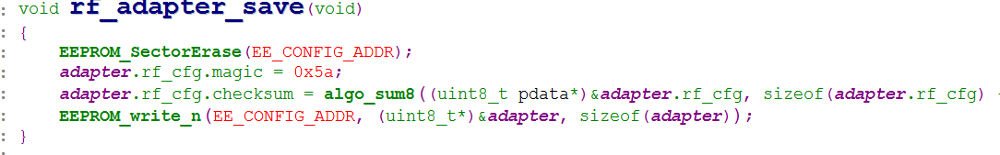 : void rf_adapter_save(void)
: {
:     EEPROM_SectorErase(EE_CONFIG_ADDR);
:     adapter.rf_cfg.magic = 0x5a;
:     adapter.rf_cfg.checksum = algo_sum8((uint8_t pdata*)&adapter.rf_cfg, sizeof(adapter.rf_cfg) -
:     EEPROM_write_n(EE_CONFIG_ADDR, (uint8_t*)&adapter, sizeof(adapter));
: }
: